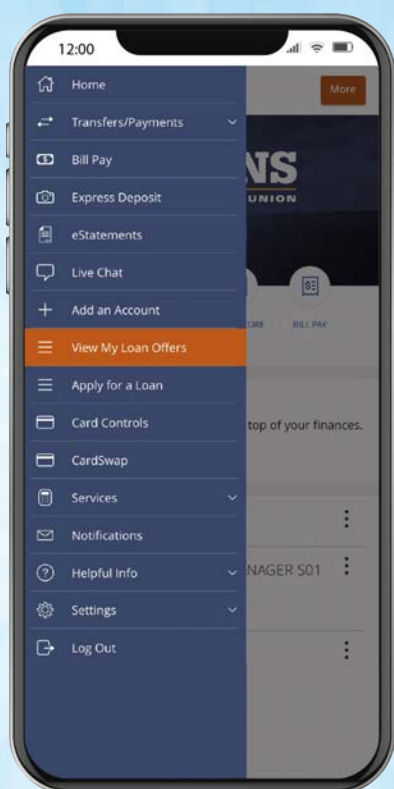 12:00
Home
More
Transfers/Payments
Bill Pay
NS
Express Deposit
UNION
eStatements
Live Chat
Add an Account
ORE
BILL PAY
View My Loan Offers
Apply for a Loan
Card Controls
top of your finances.
CardSwap
Services
Notifications
Helpful Info
NAGER S01
Settings
Log Out